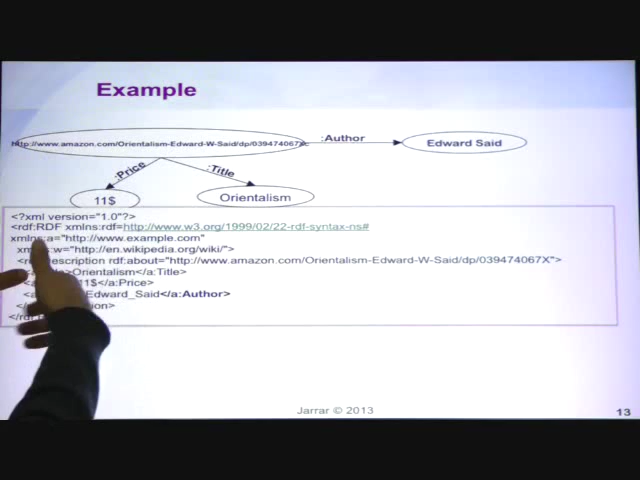 Example
http://www.amazon.com/Orientalism-Edward-W-Said/dp/039474067X
:Author
Edward Said
:Price
:Title
11$
Orientalism
<?xml version="1.0"?>
<rdf:RDF xmlns:rdf=http://www.w3.org/1999/02/22-rdf-syntax-ns#
xmlns:a="http://www.example.com"
xmlns:w="http://en.wikipedia.org/wiki/">
description rdf:about="http://www.amazon.com/Orientalism-Edward-W-Said/dp/039474067X">
Orientalism</a:Title>
11$</a:Price>
Edward_Said</a:Author>
Jarrar © 2013
13